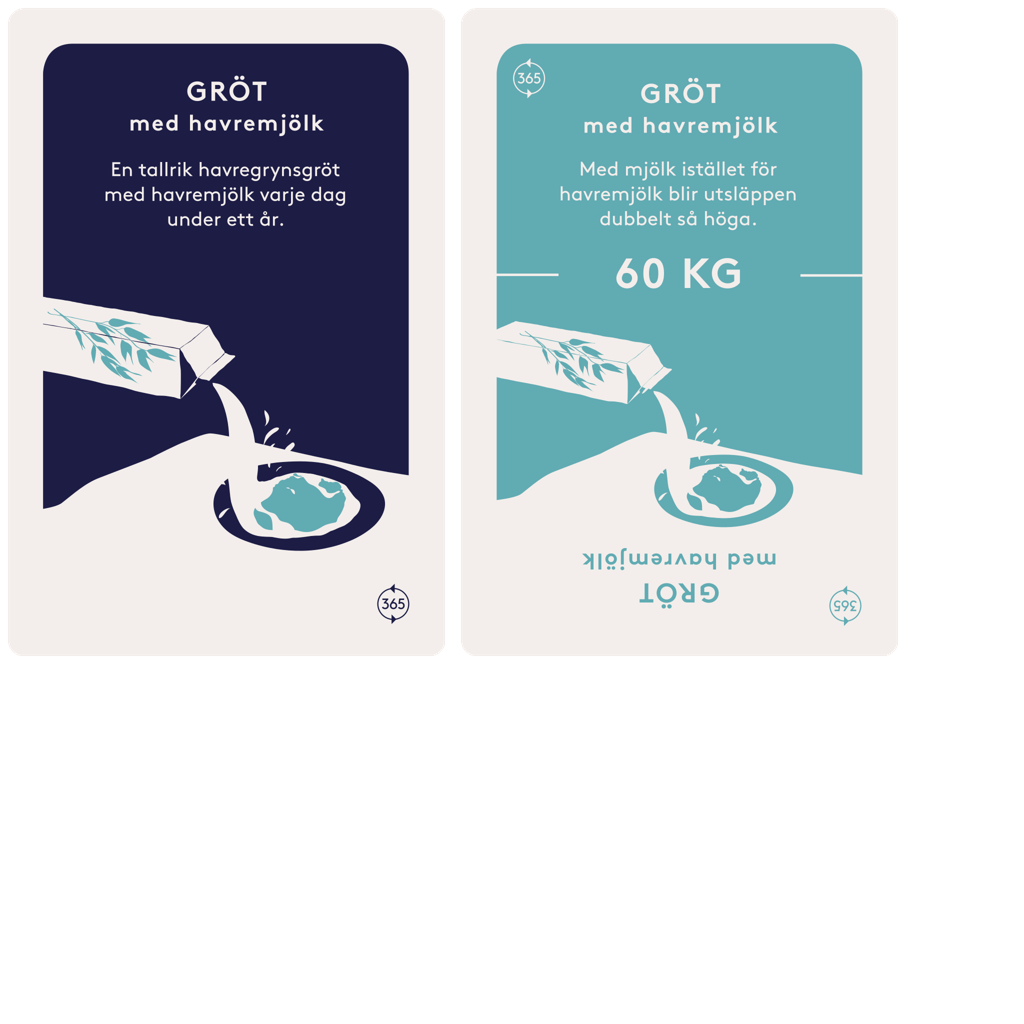 GRÖT
med havremjölk
En tallrik havregrynsgröt
med havremjölk varje dag
under ett år.
365
365
GRÖT
med havremjölk
Med mjölk istället för
havremjölk blir utsläppen
dubbelt så höga.
60 KG
GRÖT
med havremjölk
365